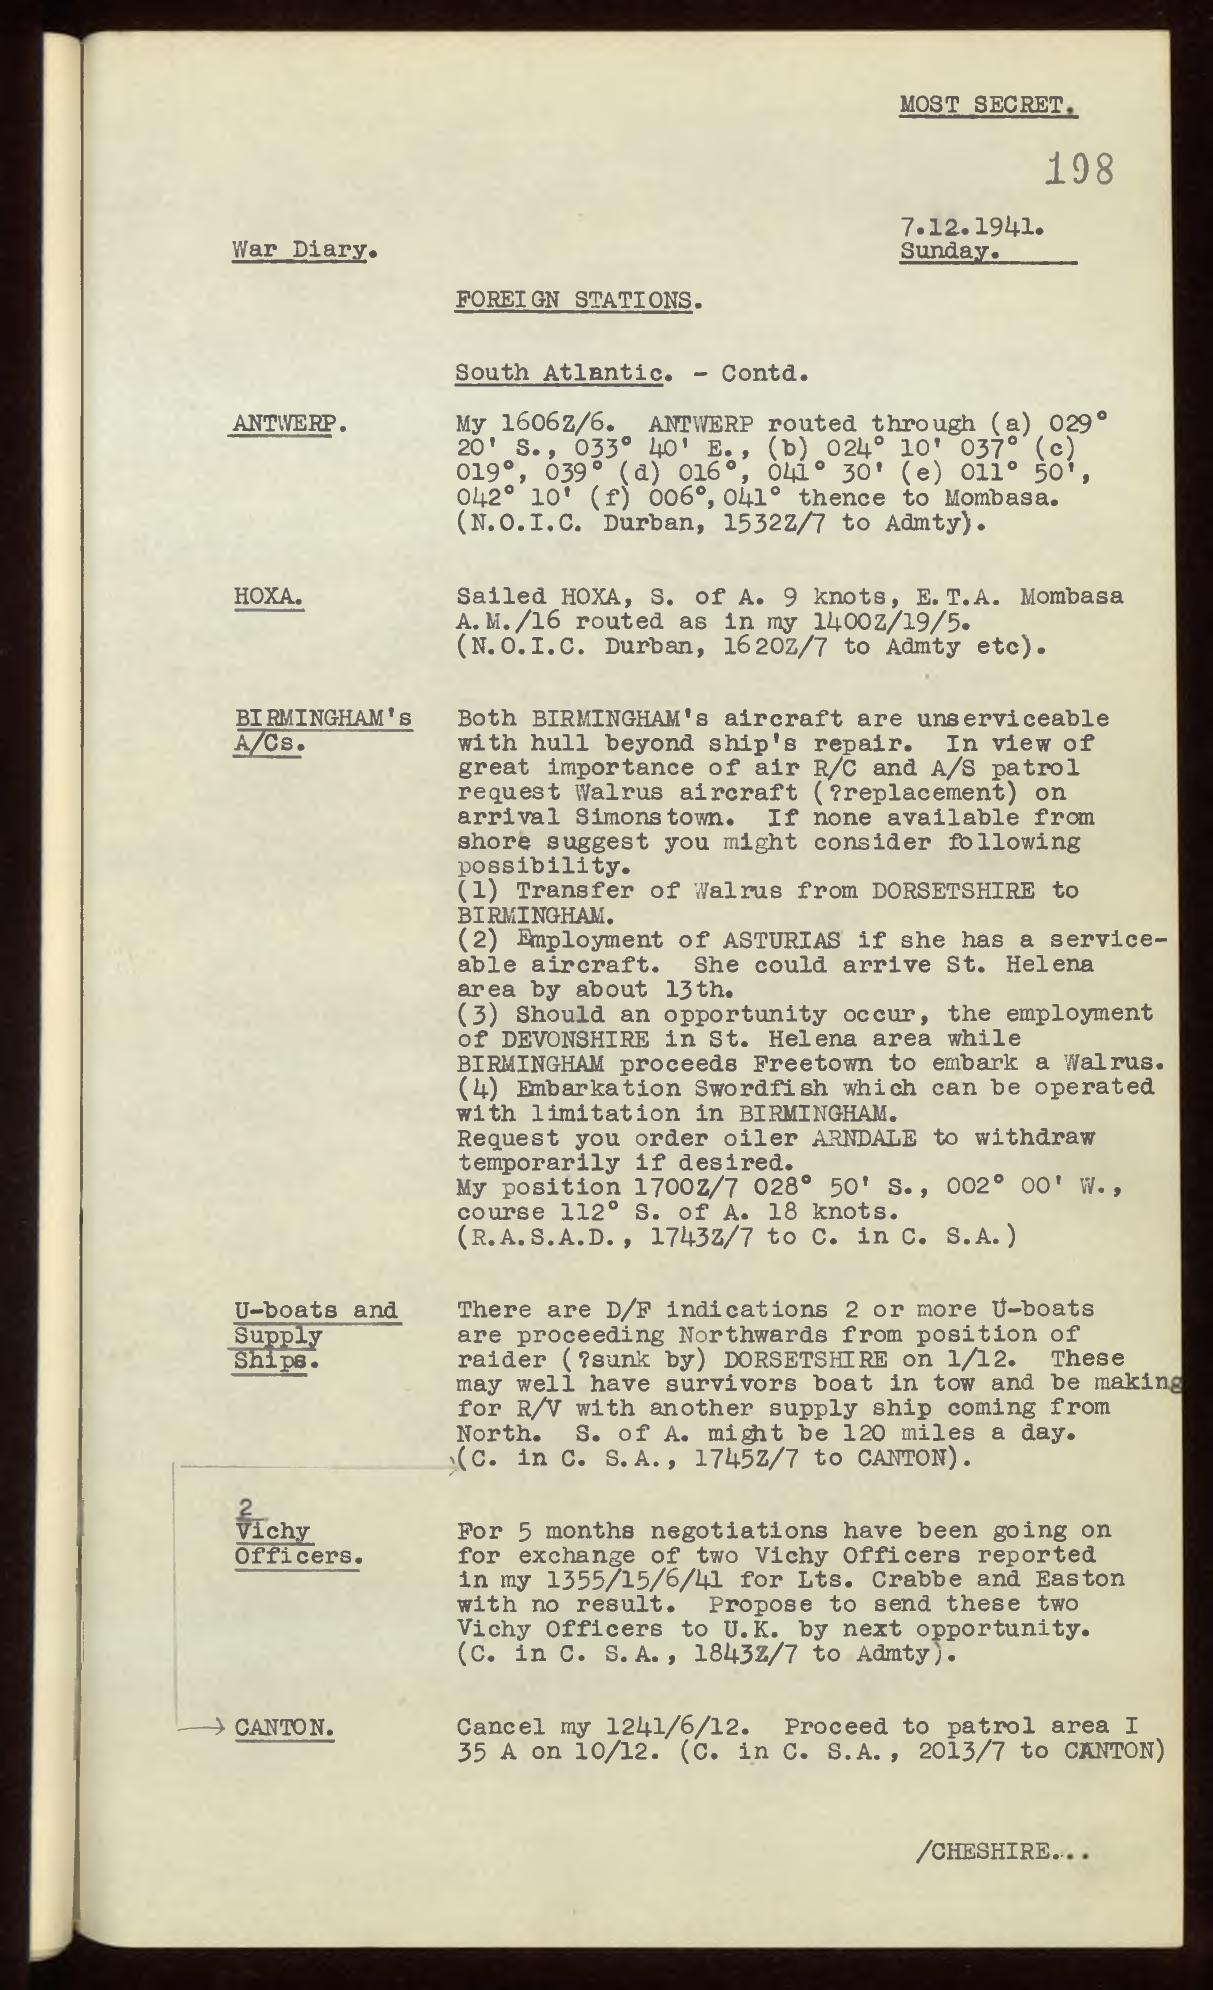 MOST SECRET.
198
7.12.1941.
War Diary.
Sunday.
FOREIGN STATIONS.
South Atlantic. - Contd.
ANTWERP.
My 1606Z/6. ANTWERP routed through (a) 029°
20' S., 033° 40' E., (b) 024° 10' 037° (c)
019°, 039° (d) 016°, 041° 30' (e) 011° 50',
042° 10' (f) 006°, 041° thence to Mombasa.
(N.O.I.C. Durban, 1532Z/7 to Admty).
HOXA.
Sailed HOXA, S. of A. 9 knots, E.T.A. Mombasa
A.M./16 routed as in my 1400Z/19/5.
(N.O.I.C. Durban, 1620Z/7 to Admty etc).
BIRMINGHAM's
A/Cs.
Both BIRMINGHAM's aircraft are unserviceable
with hull beyond ship's repair. In view of
great importance of air R/C and A/S patrol
request Walrus aircraft (?replacement) on
arrival Simonstown. If none available from
shore suggest you might consider following
possibility.
(1) Transfer of Walrus from DORSETSHIRE to
BIRMINGHAM.
(2) Employment of ASTURIAS if she has a service-
able aircraft. She could arrive St. Helena
area by about 13th.
(3) Should an opportunity occur, the employment
of DEVONSHIRE in St. Helena area while
BIRMINGHAM proceeds Freetown to embark a Walrus.
(4) Embarkation Swordfish which can be operated
with limitation in BIRMINGHAM.
Request you order oiler ARNDALE to withdraw
temporarily if desired.
My position 1700Z/7 028° 50' S., 002° 00' W.,
course 112° S. of A. 18 knots.
(R.A.S.A.D., 1743Z/7 to C. in C. S.A.)
U-boats and
Supply
Ships.
There are D/F indications 2 or more U-boats
are proceeding Northwards from position of
raider (?sunk by) DORSETSHIRE on 1/12. These
may well have survivors boat in tow and be making
for R/V with another supply ship coming from
North. S. of A. might be 120 miles a day.
(C. in C. S.A., 1745Z/7 to CANTON).
2
Vichy
Officers.
For 5 months negotiations have been going on
for exchange of two Vichy Officers reported
in my 1355/15/6/41 for Lts. Crabbe and Easton
with no result. Propose to send these two
Vichy Officers to U.K. by next opportunity.
(C. in C. S.A., 1843Z/7 to Admty).
CANTON.
Cancel my 1241/6/12. Proceed to patrol area I
35 A on 10/12. (C. in C. S.A., 2013/7 to CANTON)
/CHESHIRE...